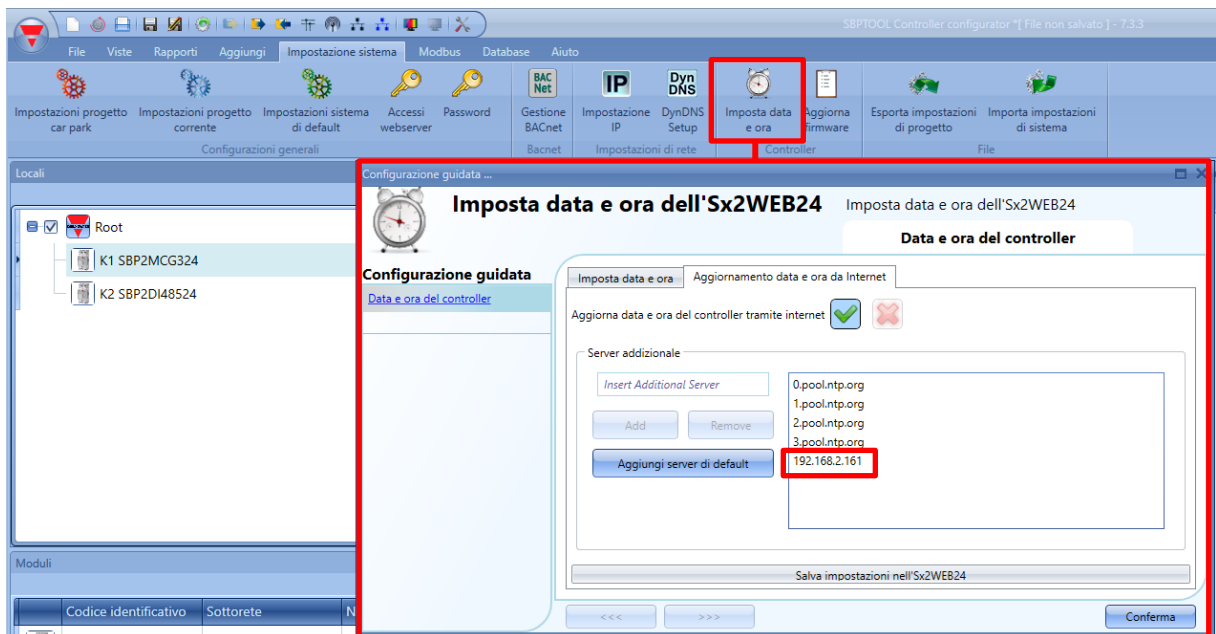 SBPTOOL Controller configurator "[ File non salvato ] - 7.3.3
File Viste Rapporti Aggiungi Impostazione sistema Modbus Database Aiuto
BAC Net IP Dyn DNS
Impostazioni progetto car park
Impostazioni progetto corrente
Impostazioni sistema di default
Accessi webserver
Password
Gestione BACnet
Impostazione IP
DynDNS Setup
Imposta data e ora
Aggiorna firmware
Esporta impostazioni di progetto
Importa impostazioni di sistema
Configurazioni generali Bacnet Impostazioni di rete Controller File
Locali
Root
K1 SBP2MCG324
K2 SBP2DI48524
Moduli
Codice identificativo Sottorete N
Configurazione guidata ...
Imposta data e ora dell'Sx2WEB24
Imposta data e ora dell'Sx2WEB24
Data e ora del controller
Configurazione guidata
Data e ora del controller
Imposta data e ora Aggiornamento data e ora da Internet
Aggiorna data e ora del controller tramite internet
Server addizionale
Insert Additional Server
Add Remove
Aggiungi server di default
0.pool.ntp.org
1.pool.ntp.org
2.pool.ntp.org
3.pool.ntp.org
192.168.2.161
Salva impostazioni nell'Sx2WEB24
<<< >>>
Conferma